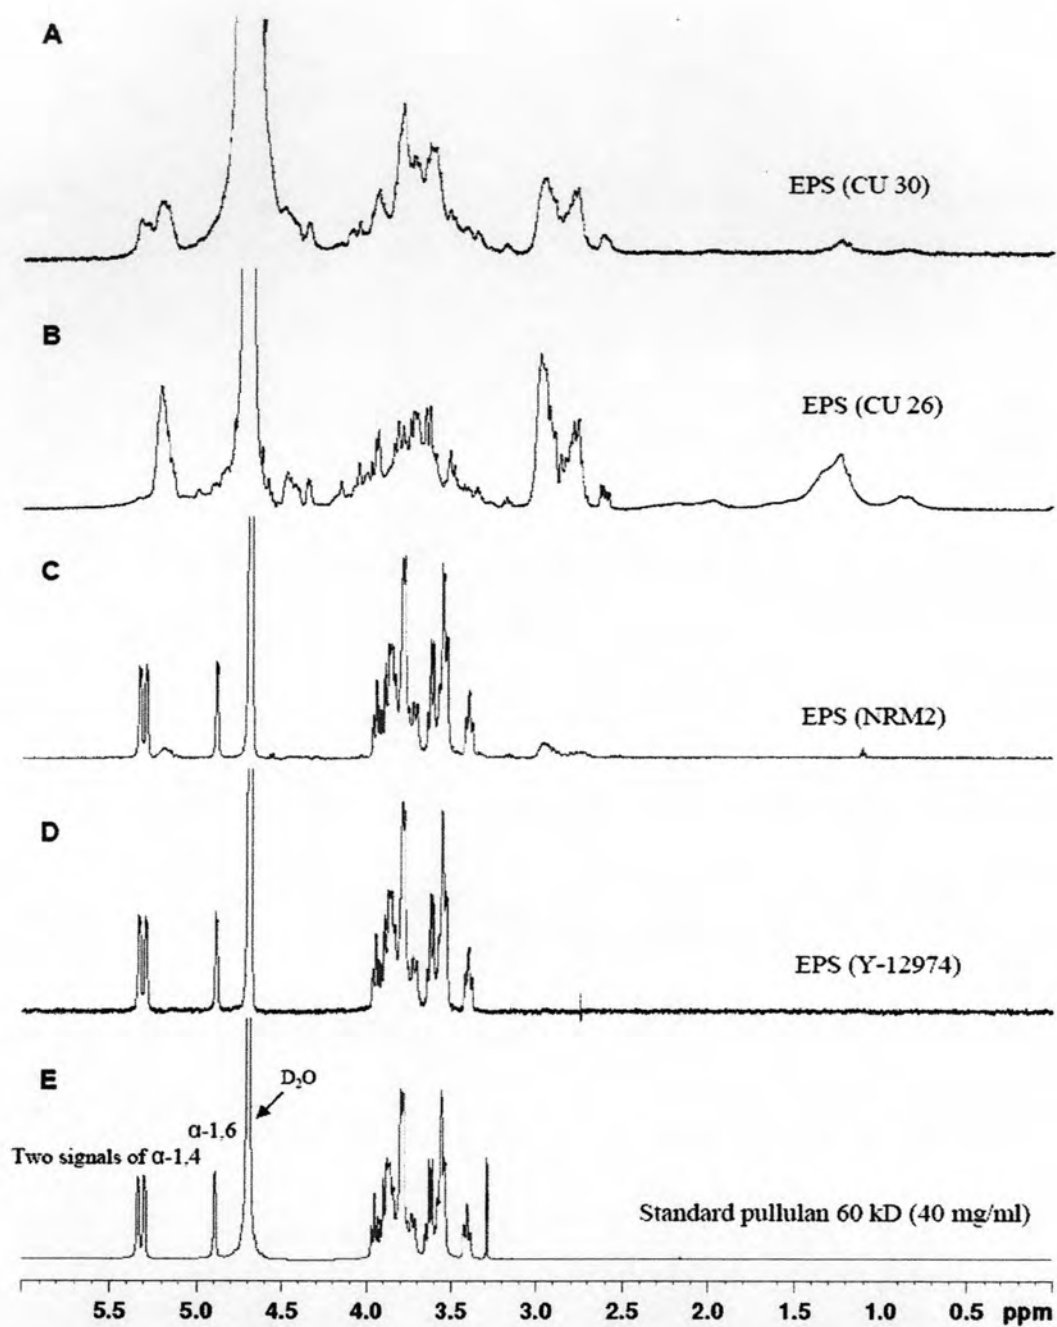 A
EPS (CU 30)
B
EPS (CU 26)
C
EPS (NRM2)
D
EPS (Y-12974)
E
D₂O
α-1,6
Two signals of α-1,4
Standard pullulan 60 kD (40 mg/ml)
5.5 5.0 4.5 4.0 3.5 3.0 2.5 2.0 1.5 1.0 0.5 ppm